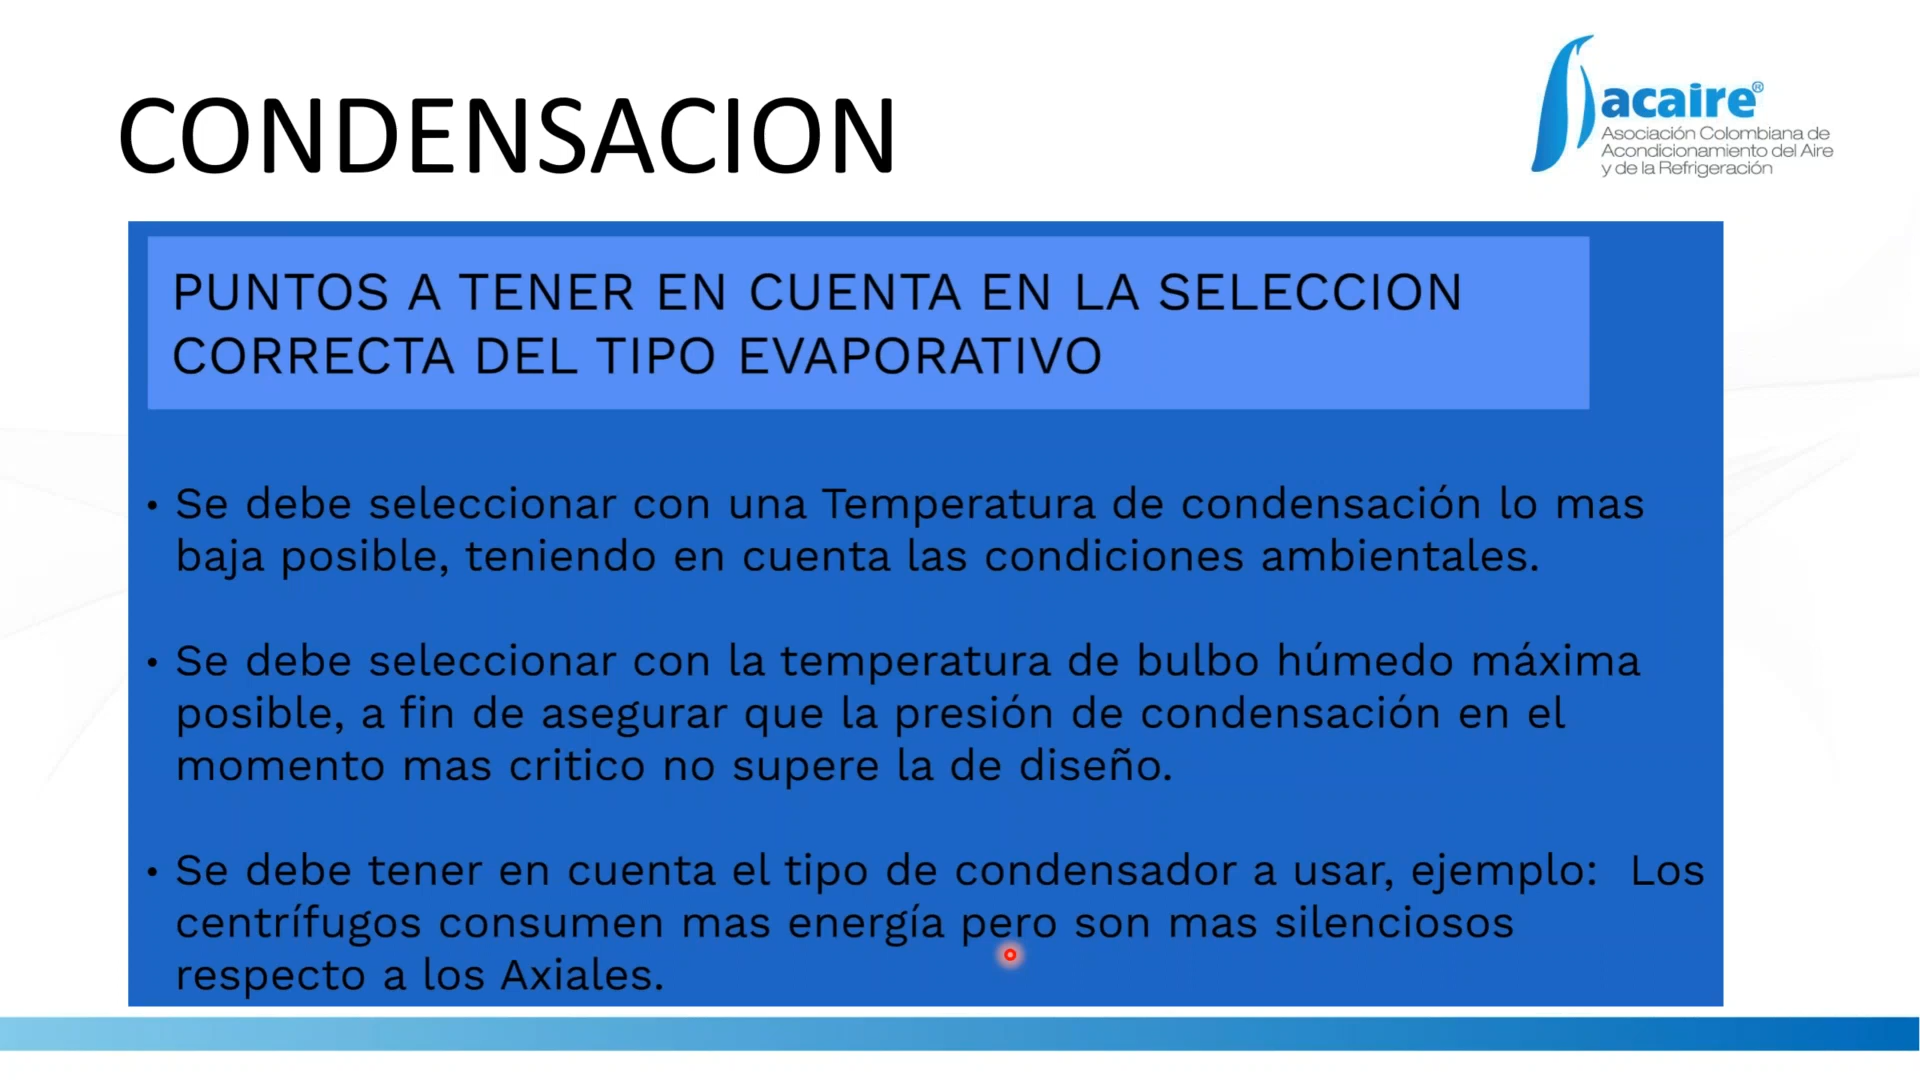 CONDENSACION
acaire®
Asociación Colombiana de
Acondicionamiento del Aire
y de la Refrigeración
PUNTOS A TENER EN CUENTA EN LA SELECCION
CORRECTA DEL TIPO EVAPORATIVO
• Se debe seleccionar con una Temperatura de condensación lo mas
baja posible, teniendo en cuenta las condiciones ambientales.
• Se debe seleccionar con la temperatura de bulbo húmedo máxima
posible, a fin de asegurar que la presión de condensación en el
momento mas critico no supere la de diseño.
• Se debe tener en cuenta el tipo de condensador a usar, ejemplo:  Los
centrífugos consumen mas energía pero son mas silenciosos
respecto a los Axiales.